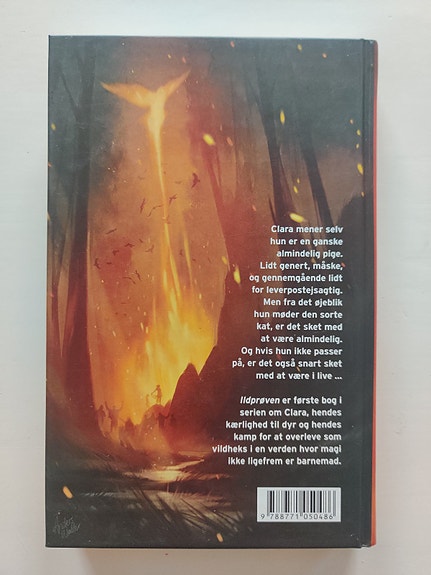 Clara mener selv
hun er en ganske
almindelig pige.
Lidt genert, måske,
og gennemgående lidt
for leverpostejsagtig.
Men fra det øjeblik
hun møder den sorte
kat, er det sket med
at være almindelig.
Og hvis hun ikke passer
på, er det også snart sket
med at være i live ...
Ildprøven er første bog i
serien om Clara, hendes
kærlighed til dyr og hendes
kamp for at overleve som
vildheks i en verden hvor magi
ikke ligefrem er barnemad.
9 788771 050486